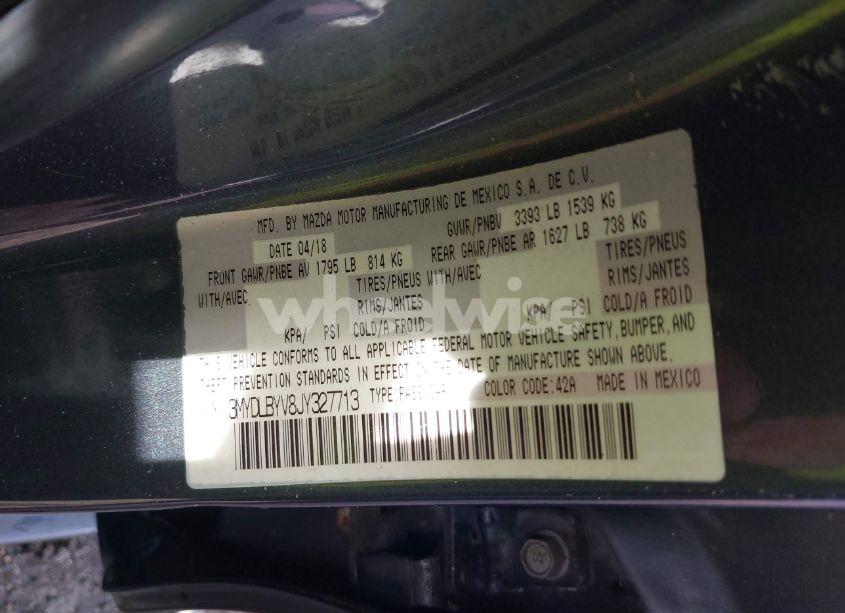 MFD. BY MAZDA MOTOR MANUFACTURING DE MEXICO S.A. DE C.V.
DATE 04/18 GVWR/PNBV 3393 LB 1539 KG
FRONT GAWR/PNBE AV 1795 LB 814 KG REAR GAWR/PNBE AR 1627 LB 738 KG
WITH/AVEC TIRES/PNEUS WITH/AVEC TIRES/PNEUS
RIMS/JANTES RIMS/JANTES
KPA/ PSI COLD/A FROID KPA/ PSI COLD/A FROID
wheelwise
THIS VEHICLE CONFORMS TO ALL APPLICABLE FEDERAL MOTOR VEHICLE SAFETY, BUMPER, AND
THEFT PREVENTION STANDARDS IN EFFECT ON THE DATE OF MANUFACTURE SHOWN ABOVE.
3MYDLBYV8JY327713 TYPE: COLOR CODE:42A MADE IN MEXICO